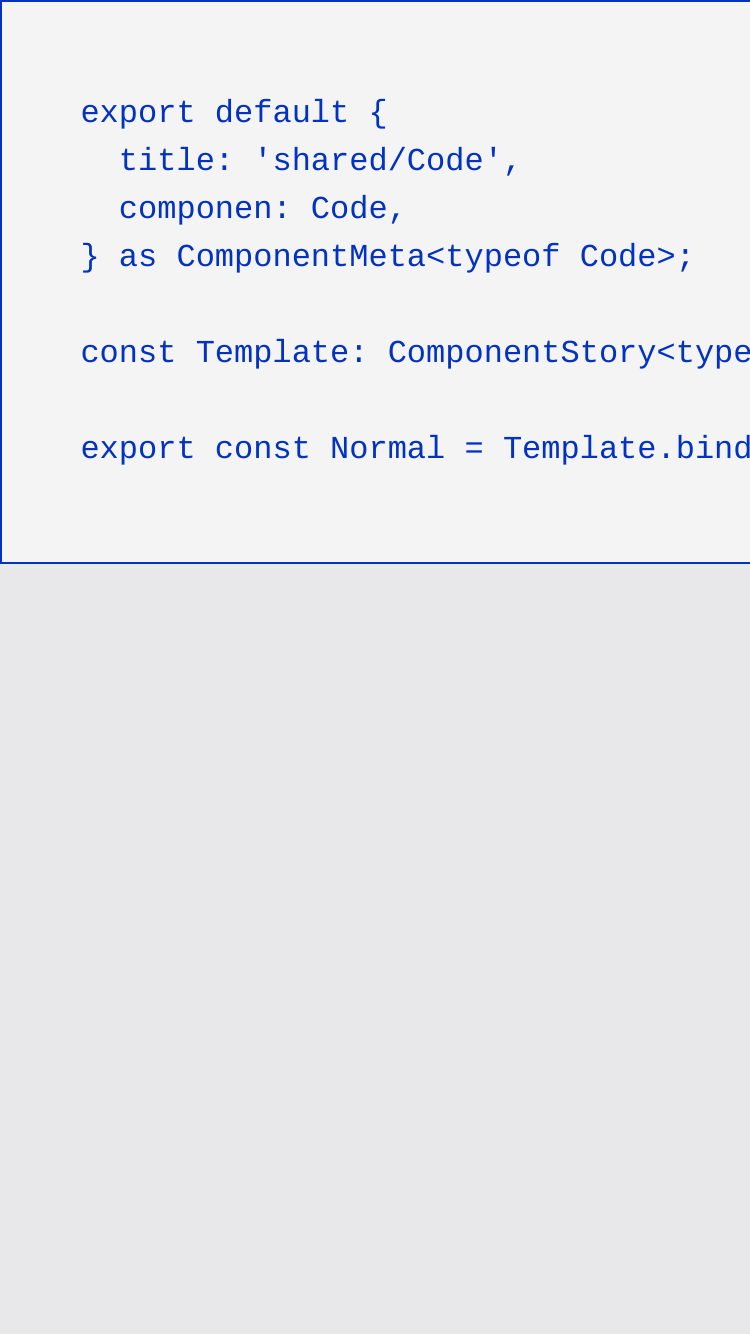 export default {
  title: 'shared/Code',
  componen: Code,
} as ComponentMeta<typeof Code>;

const Template: ComponentStory<type

export const Normal = Template.bind